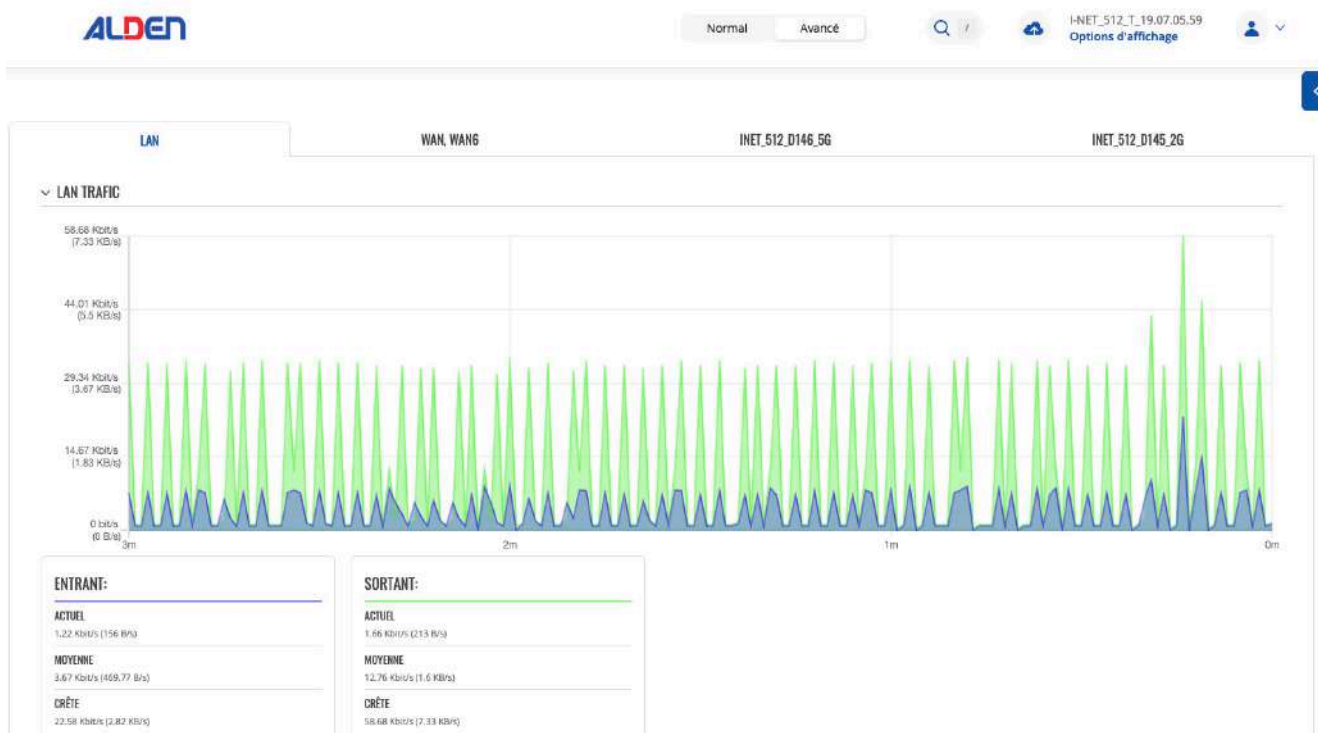 ALDEN
Normal Avancé
/
I-NET_512_T_19.07.05.59
Options d'affichage
LAN
WAN, WAN6
INET_512_D146_5G
INET_512_D145_2G
LAN TRAFIC
58.68 Kbit/s
(7.33 KB/s)
44.01 Kbit/s
(5.5 KB/s)
29.34 Kbit/s
(3.67 KB/s)
14.67 Kbit/s
(1.83 KB/s)
0 bit/s
(0 B/s)
3m 2m 1m 0m
ENTRANT:
ACTUEL
1.22 Kbit/s (156 B/s)
MOYENNE
3.67 Kbit/s (469.77 B/s)
CRÊTE
22.58 Kbit/s (2.82 KB/s)
SORTANT:
ACTUEL
1.66 Kbit/s (213 B/s)
MOYENNE
12.76 Kbit/s (1.6 KB/s)
CRÊTE
58.68 Kbit/s (7.33 KB/s)